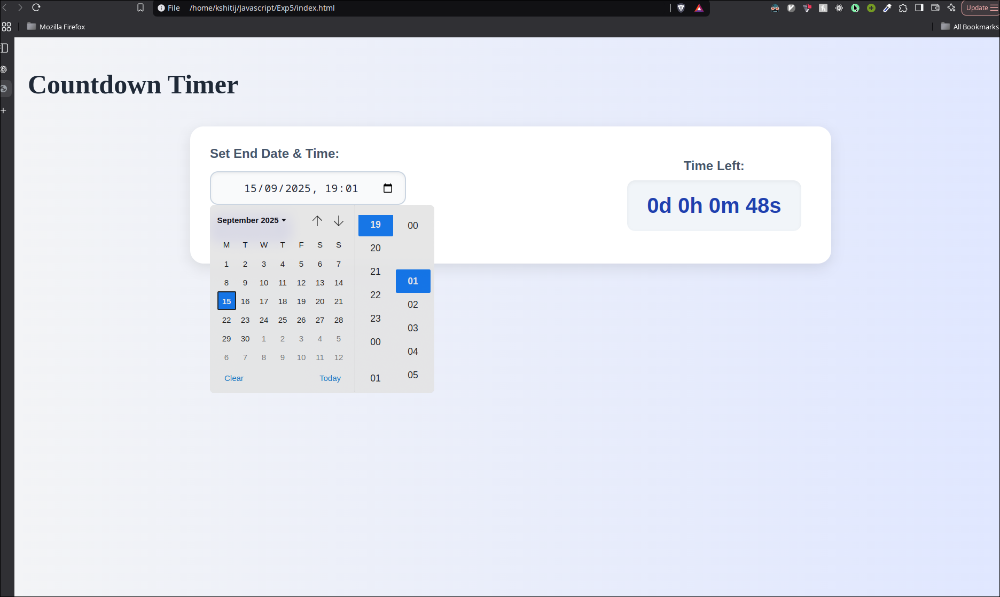 File /home/kshitij/Javascript/Exp5/index.html
Update
Mozilla Firefox
All Bookmarks
Countdown Timer
Set End Date & Time:
15/09/2025, 19:01
Time Left:
0d 0h 0m 48s
September 2025
M T W T F S S
1 2 3 4 5 6 7
8 9 10 11 12 13 14
15 16 17 18 19 20 21
22 23 24 25 26 27 28
29 30 1 2 3 4 5
6 7 8 9 10 11 12
Clear Today
19
20
21
22
23
00
01
00
01
02
03
04
05